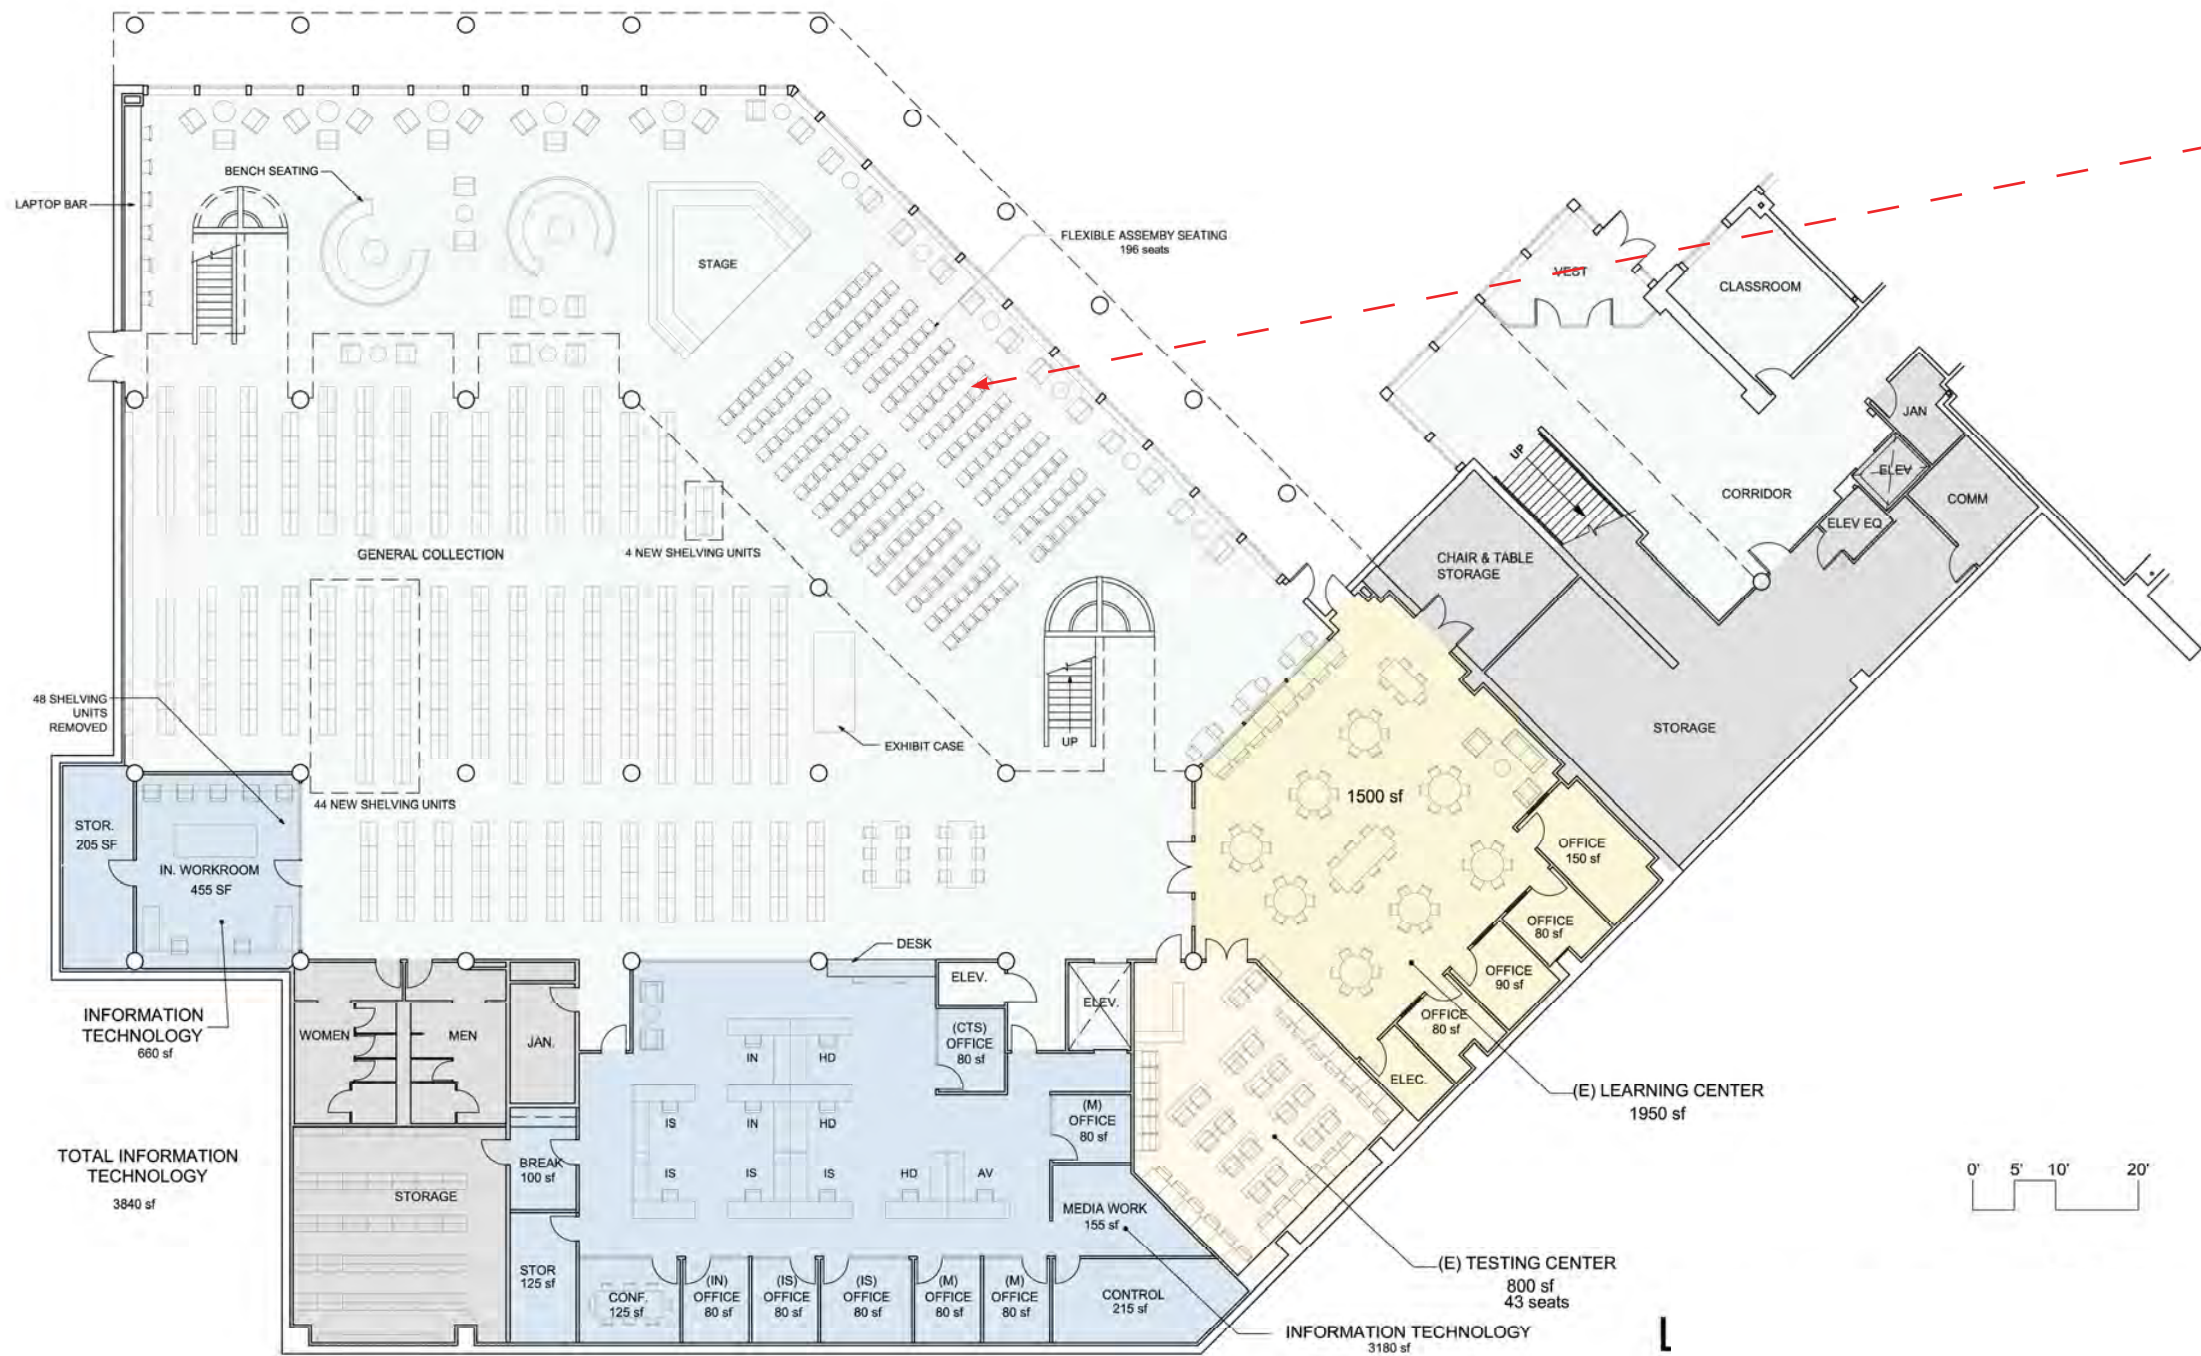 BENCH SEATING
LAPTOP BAR
STAGE
FLEXIBLE ASSEMBY SEATING
196 seats
VEST
CLASSROOM
JAN
UP
ELEV
CORRIDOR
COMM
ELEV EQ
GENERAL COLLECTION
4 NEW SHELVING UNITS
CHAIR & TABLE
STORAGE
48 SHELVING
UNITS
REMOVED
STORAGE
UP
EXHIBIT CASE
44 NEW SHELVING UNITS
1500 sf
STOR.
205 SF
IN. WORKROOM
455 SF
OFFICE
150 sf
OFFICE
80 sf
DESK
ELEV.
ELEV.
OFFICE
90 sf
INFORMATION
TECHNOLOGY
660 sf
WOMEN
MEN
JAN.
IN
HD
(CTS)
OFFICE
80 sf
OFFICE
80 sf
ELEC.
(E) LEARNING CENTER
1950 sf
IS
IN
HD
(M)
OFFICE
80 sf
TOTAL INFORMATION
TECHNOLOGY
3840 sf
BREAK
100 sf
IS
IS
IS
HD
AV
STORAGE
MEDIA WORK
155 sf
0'
5'
10'
20'
STOR
125 sf
CONF.
125 sf
(IN)
OFFICE
80 sf
(IS)
OFFICE
80 sf
(IS)
OFFICE
80 sf
(M)
OFFICE
80 sf
(M)
OFFICE
80 sf
CONTROL
215 sf
(E) TESTING CENTER
800 sf
43 seats
INFORMATION TECHNOLOGY
3180 sf
L